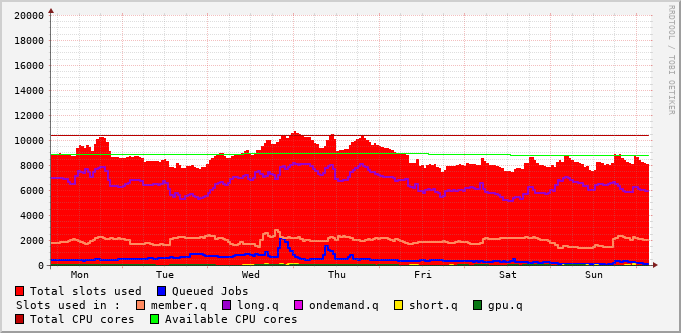 RRDTOOL / TOBI OETIKER
20000
18000
16000
14000
12000
10000
8000
6000
4000
2000
0
Mon Tue Wed Thu Fri Sat Sun
Total slots used Queued Jobs
Slots used in : member.q long.q ondemand.q short.q gpu.q
Total CPU cores Available CPU cores